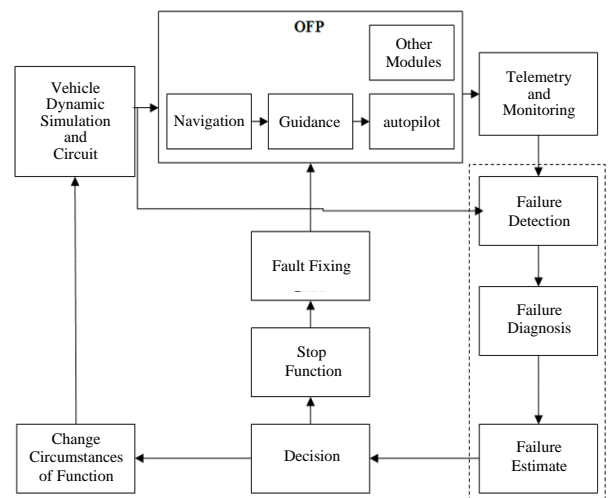 OFP
Other
Modules
Vehicle
Dynamic
Simulation
and
Circuit
Navigation
Guidance
autopilot
Telemetry
and
Monitoring
Failure
Detection
Fault Fixing
Failure
Diagnosis
Stop
Function
Change
Circumstances
of Function
Decision
Failure
Estimate